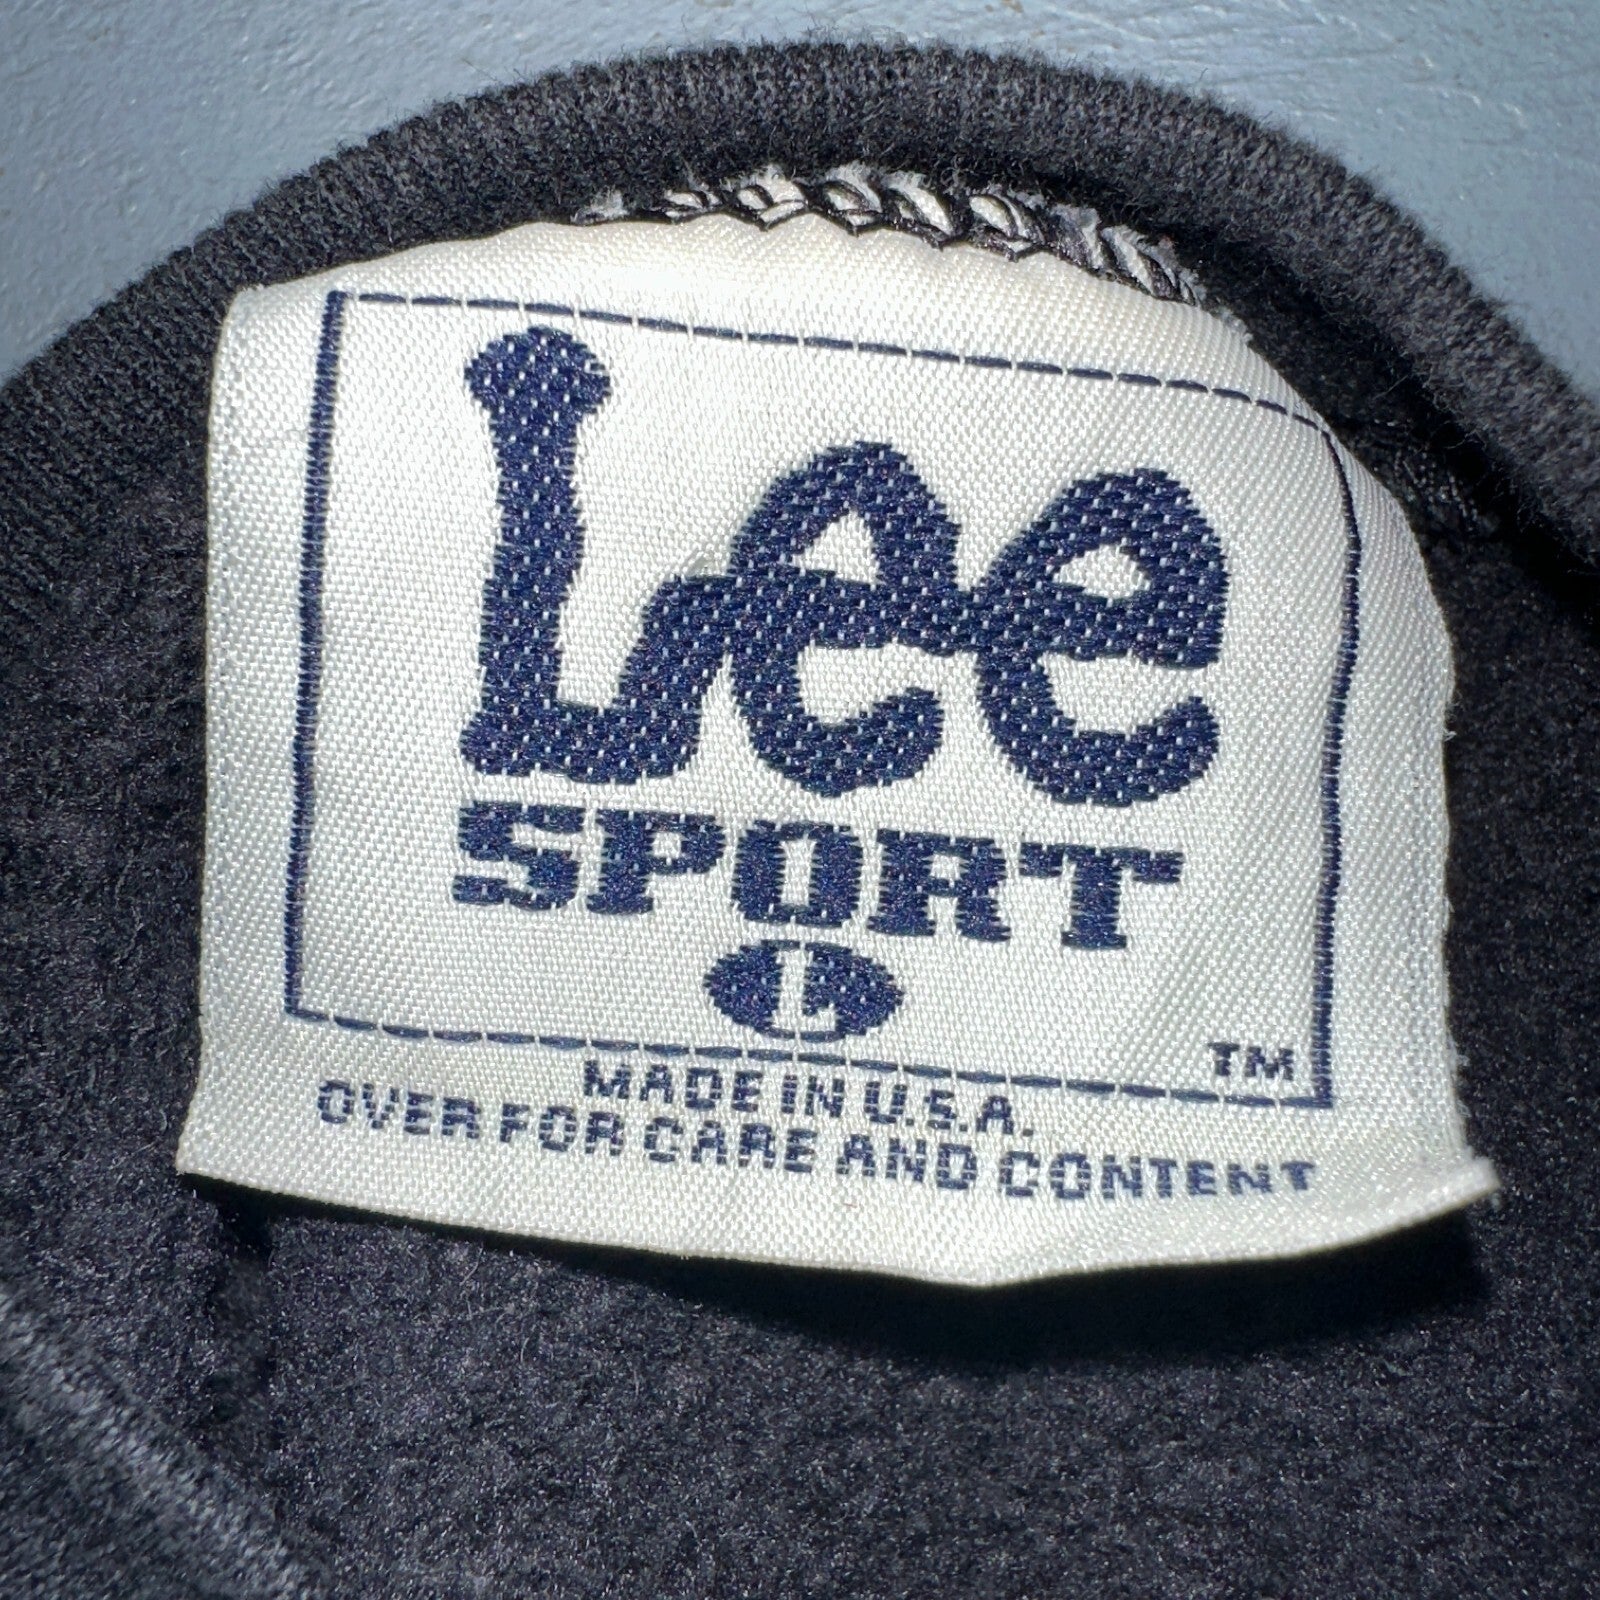 Lee
SPORT
L
TM
MADE IN U.S.A.
OVER FOR CARE AND CONTENT